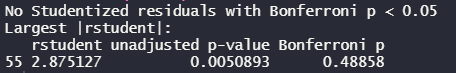 No Studentized residuals with Bonferroni p < 0.05
Largest |rstudent|:
   rstudent unadjusted p-value Bonferroni p
55 2.875127          0.0050893      0.48858